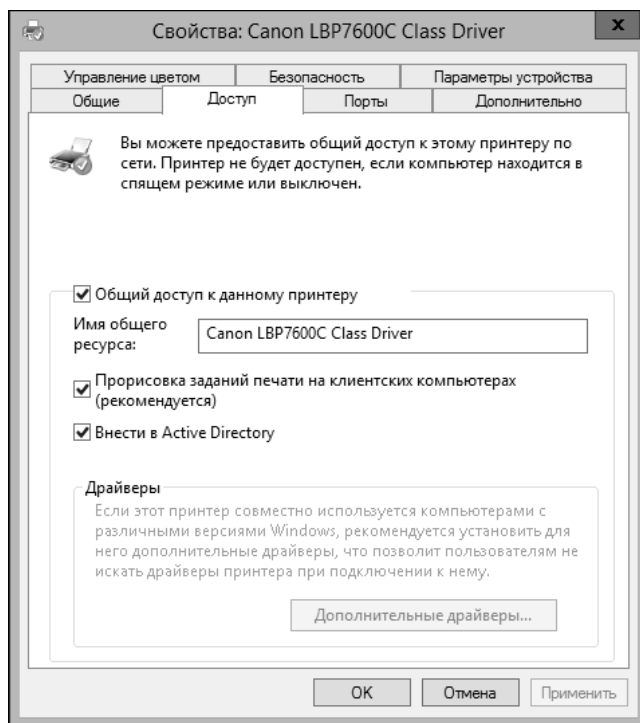 Свойства: Canon LBP7600C Class Driver
x
Управление цветом
Безопасность
Параметры устройства
Общие
Доступ
Порты
Дополнительно
Вы можете предоставить общий доступ к этому принтеру по
сети. Принтер не будет доступен, если компьютер находится в
спящем режиме или выключен.
Общий доступ к данному принтеру
Имя общего
ресурса:
Canon LBP7600C Class Driver
Прорисовка заданий печати на клиентских компьютерах
(рекомендуется)
Внести в Active Directory
Драйверы
Если этот принтер совместно используется компьютерами с
различными версиями Windows, рекомендуется установить для
него дополнительные драйверы, что позволит пользователям не
искать драйверы принтера при подключении к нему.
Дополнительные драйверы...
OK
Отмена
Применить